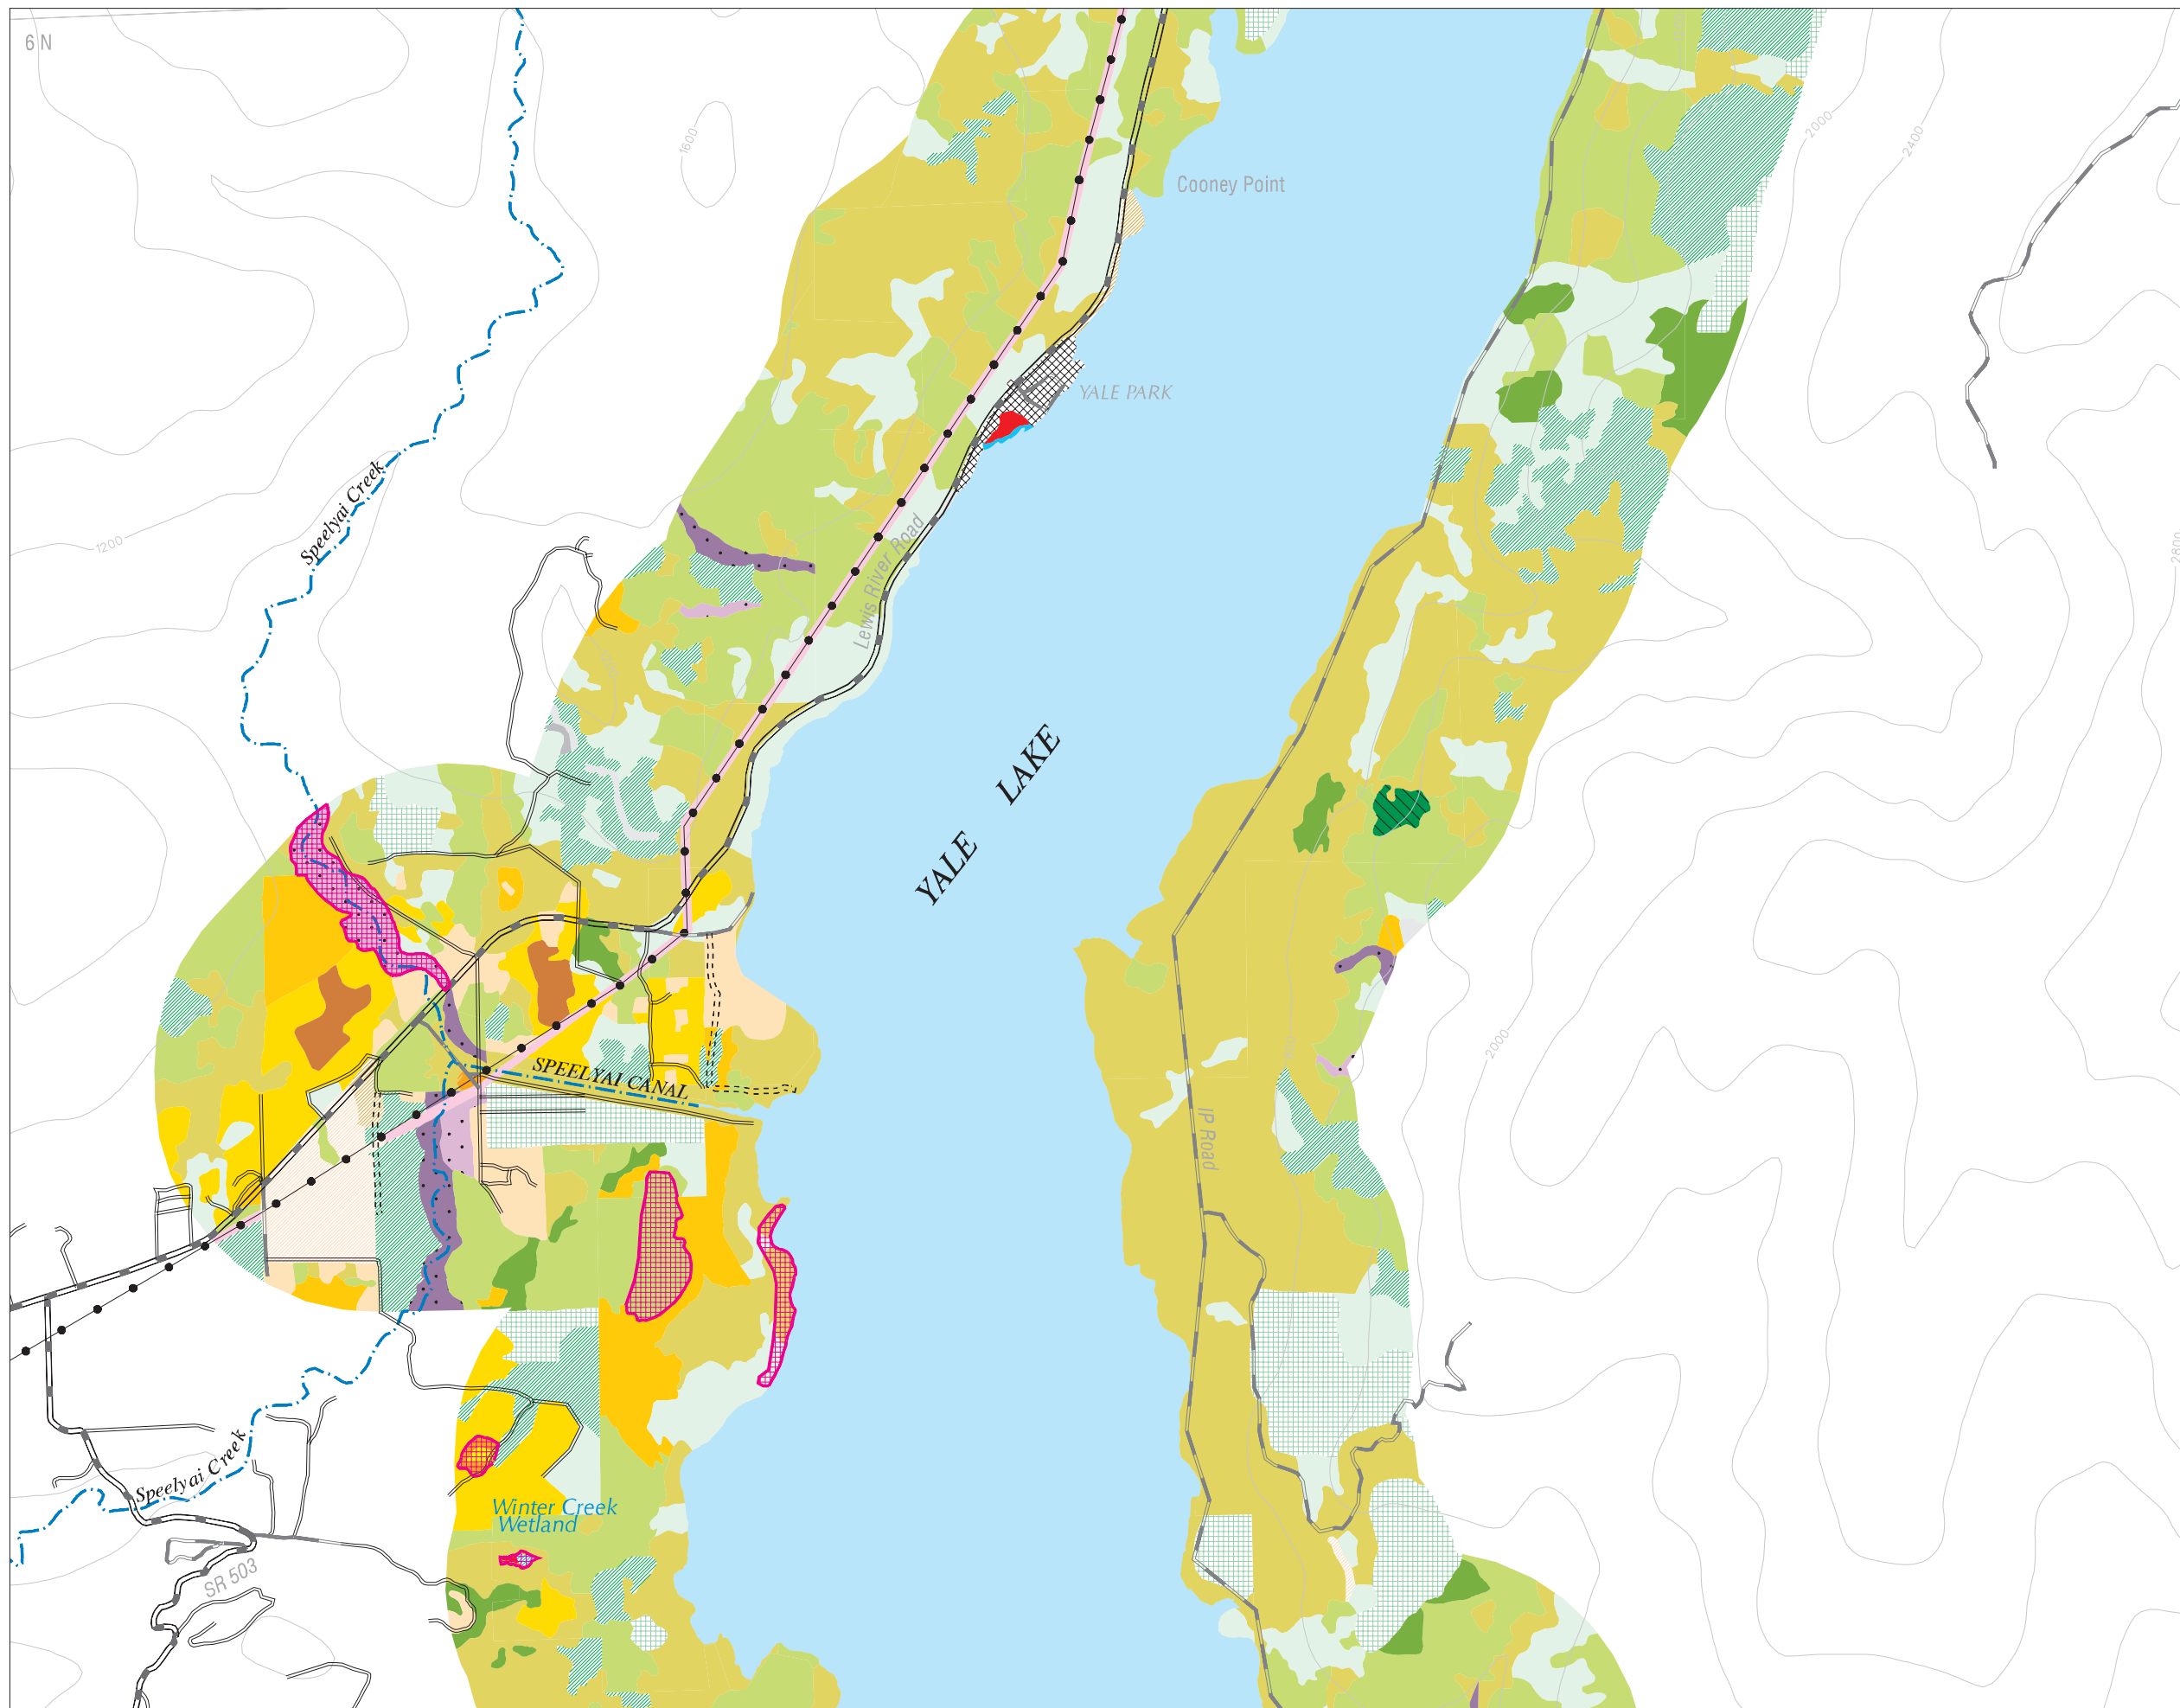 6 N
1600
2000
2400
Cooney Point
YALE PARK
Speelyai Creek
1200
Lewis River Road
2800
YALE LAKE
2000
SPEELYAI CANAL
IP Road
Speelyai Creek
Winter Creek
Wetland
SR 503